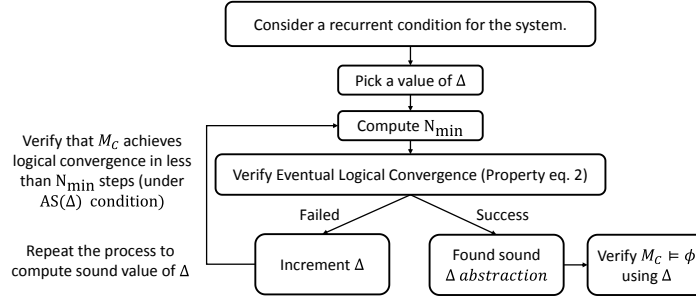 Consider a recurrent condition for the system.
Pick a value of Δ
Compute N_min
Verify Eventual Logical Convergence (Property eq. 2)
Verify that M_C achieves
logical convergence in less
than N_min steps (under
AS(Δ) condition)
Repeat the process to
compute sound value of Δ
Failed
Success
Increment Δ
Found sound
Δ abstraction
Verify M_C ⊨ ϕ
using Δ